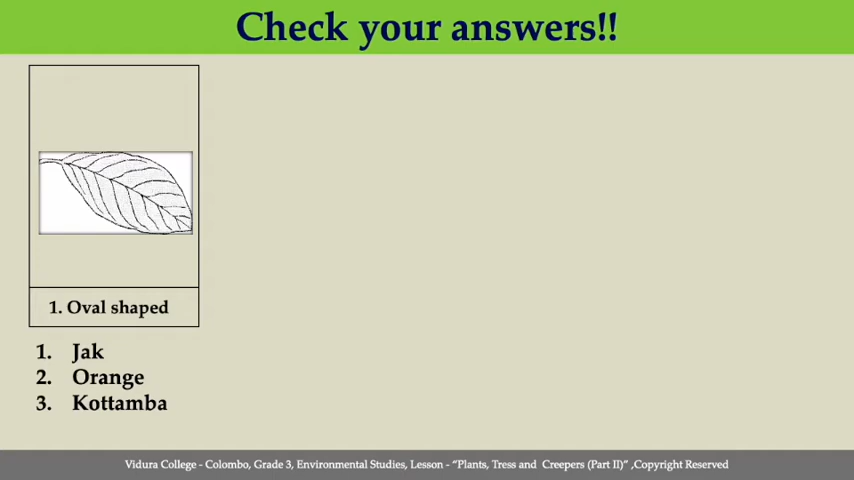 Check your answers!!
1. Oval shaped
1. Jak
2. Orange
3. Kottamba
Vidura College - Colombo, Grade 3, Environmental Studies, Lesson - “Plants, Tress and Creepers (Part II)” ,Copyright Reserved